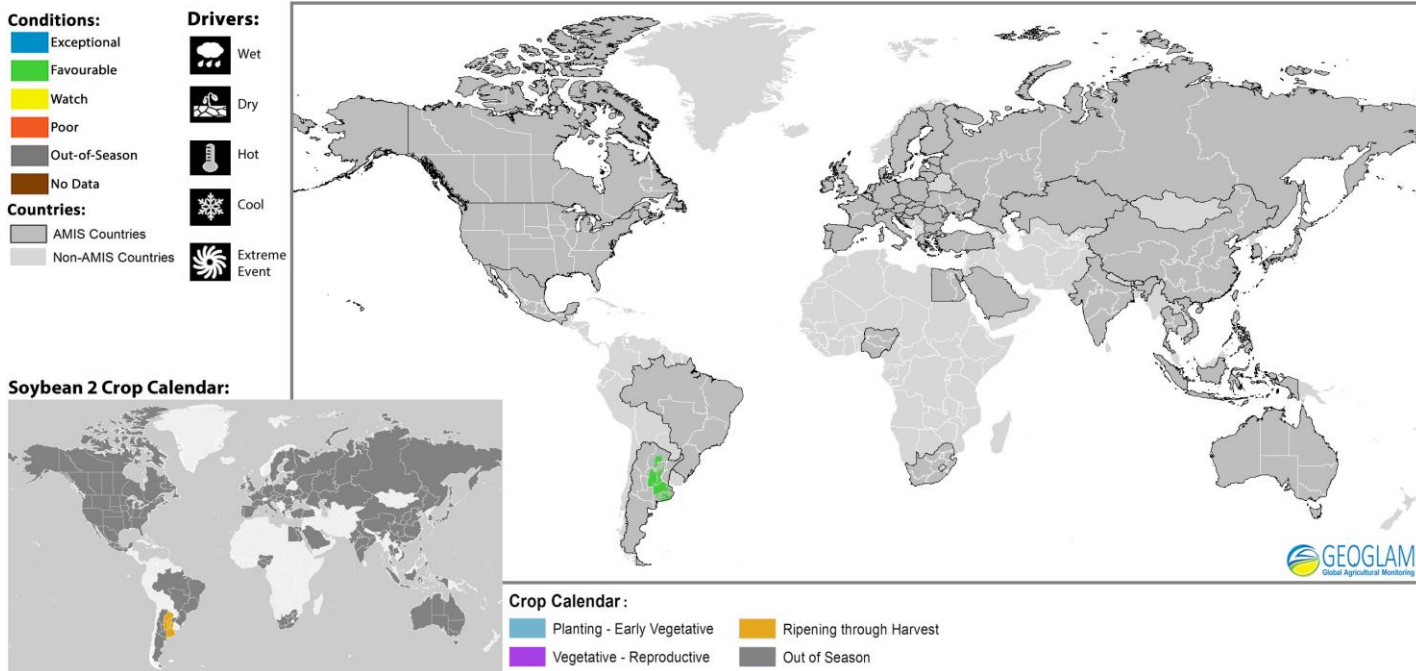 Conditions:
Exceptional
Favourable
Watch
Poor
Out-of-Season
No Data
Countries:
AMIS Countries
Non-AMIS Countries
Drivers:
Wet
Dry
Hot
Cool
Extreme
Event
Soybean 2 Crop Calendar:
GEOGLAM
Global Agricultural Monitoring
Crop Calendar :
Planting - Early Vegetative
Vegetative - Reproductive
Ripening through Harvest
Out of Season